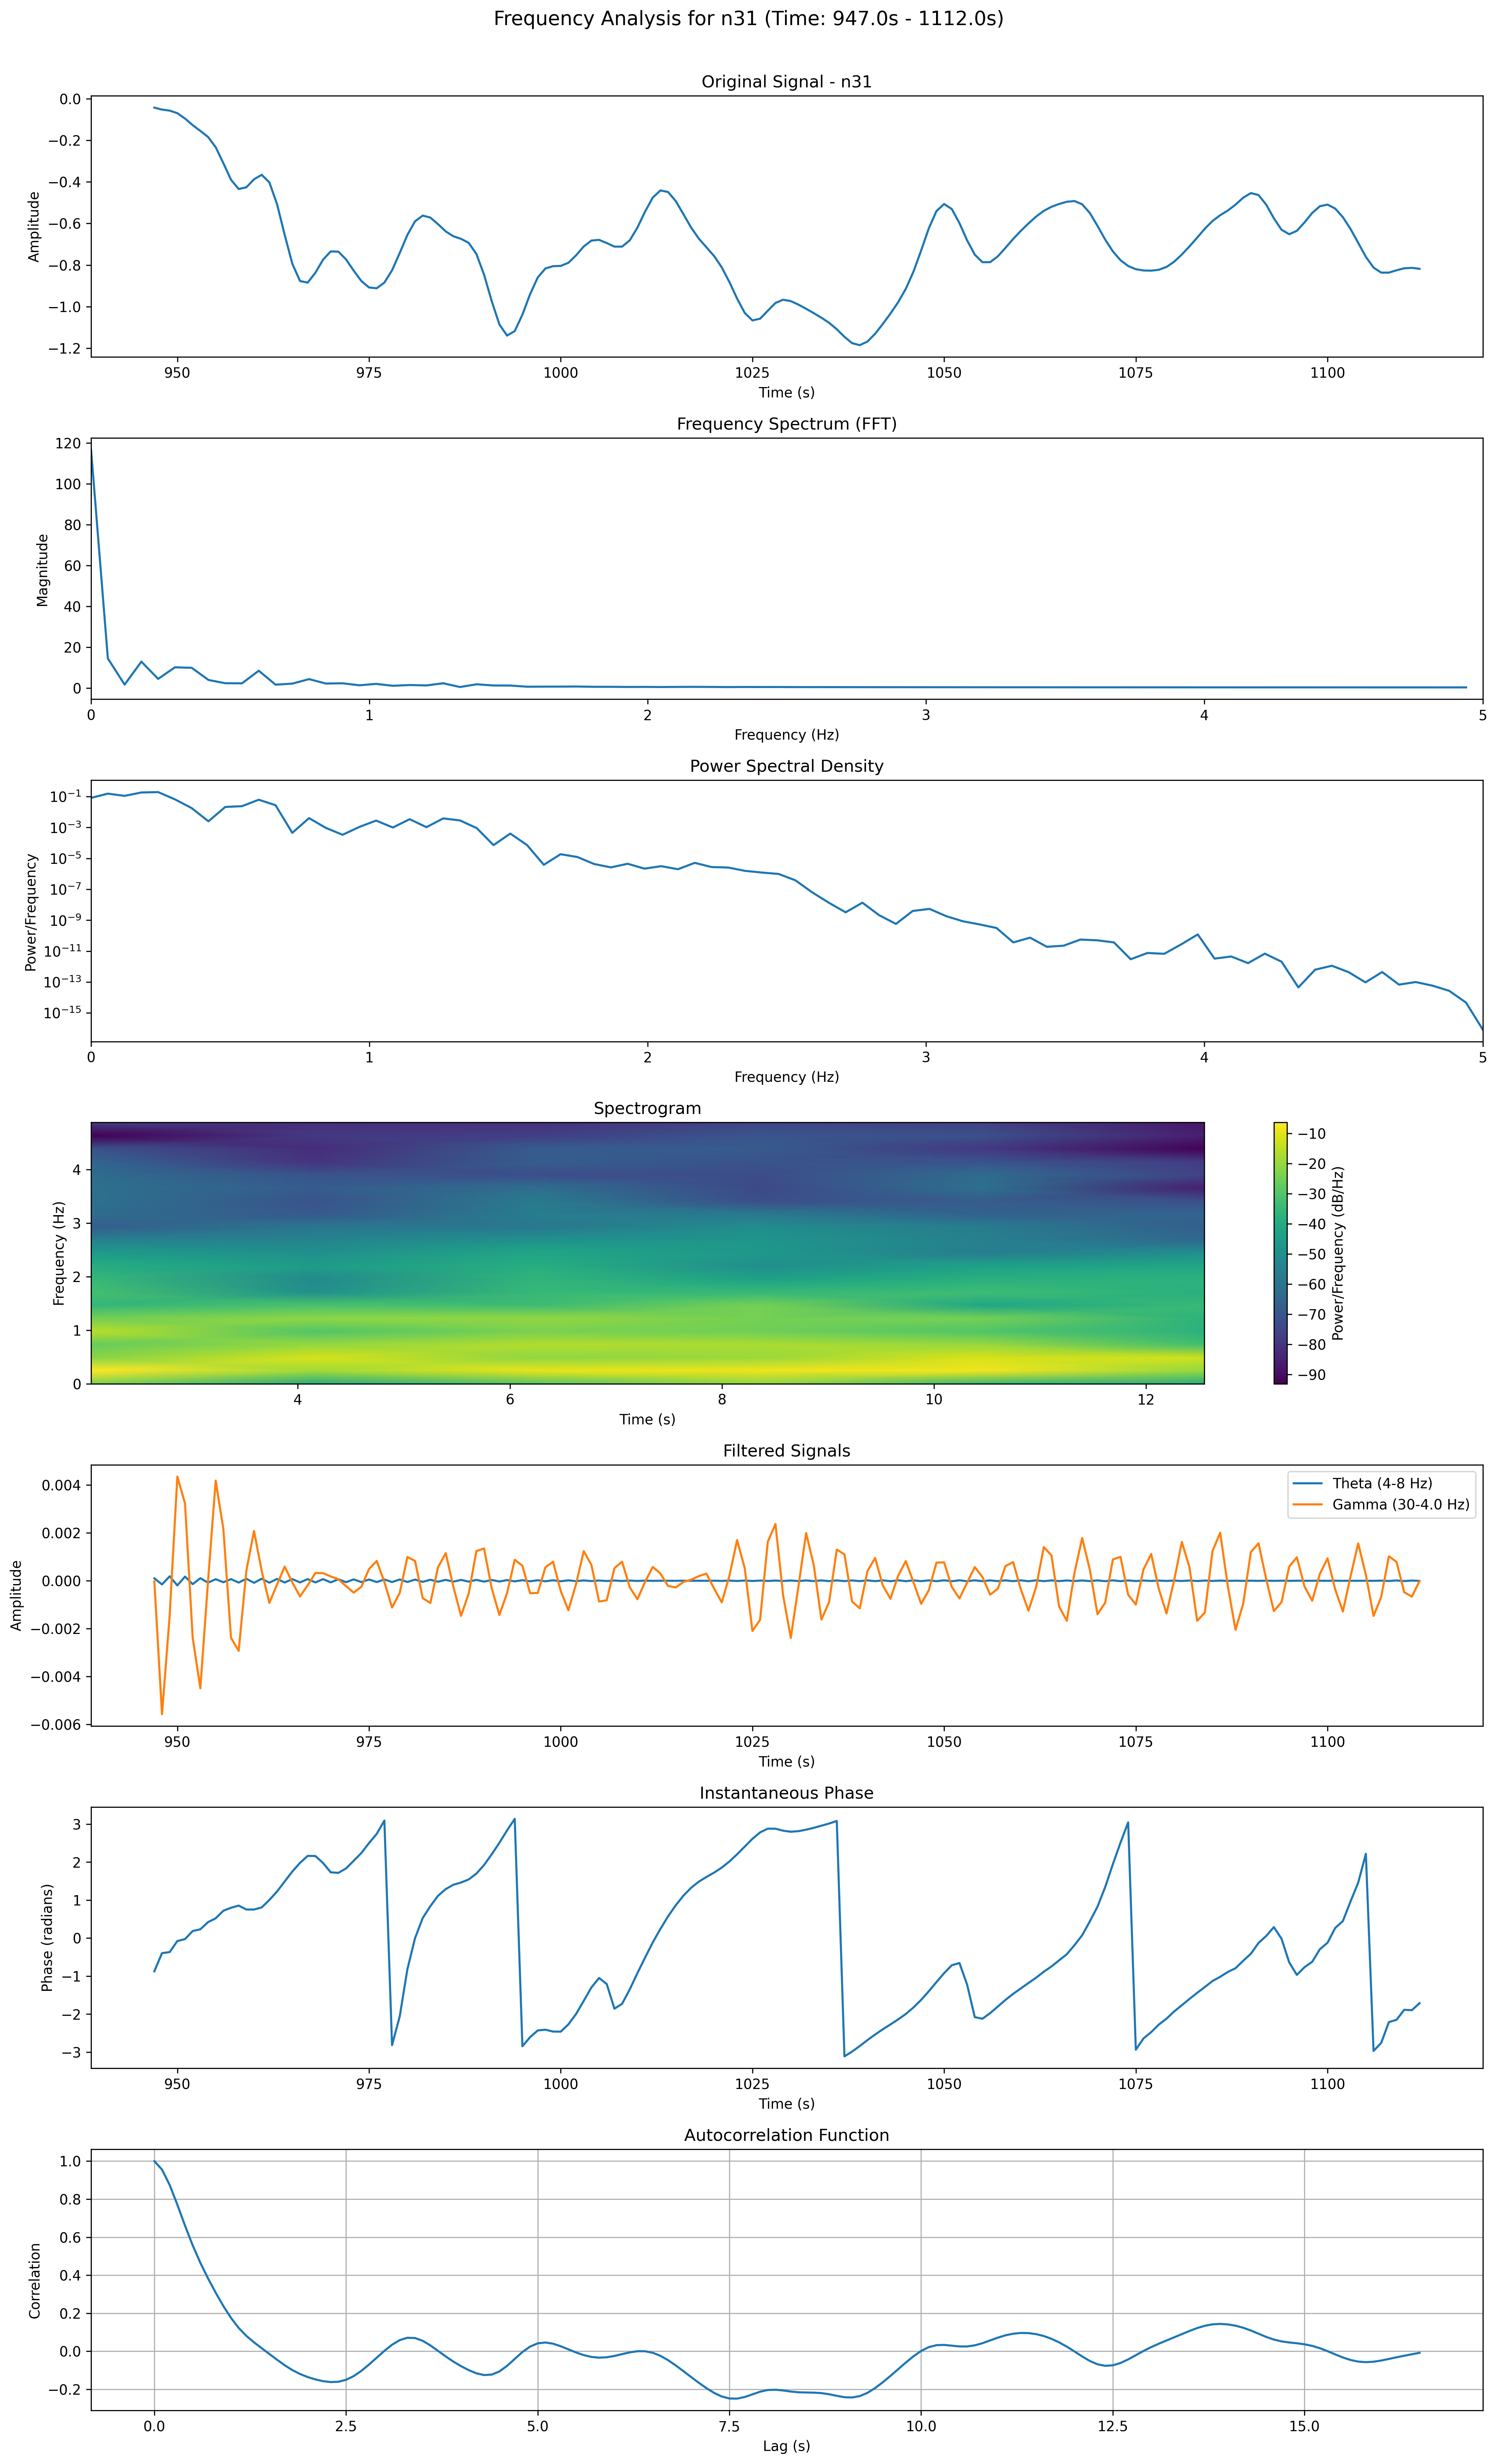 Frequency Analysis for n31 (Time: 947.0s - 1112.0s)
Original Signal - n31
0.0
−0.2
−0.4
−0.6
−0.8
−1.0
−1.2
Amplitude
950 975 1000 1025 1050 1075 1100
Time (s)
Frequency Spectrum (FFT)
120
100
80
60
40
20
0
Magnitude
0 1 2 3 4 5
Frequency (Hz)
Power Spectral Density
10⁻¹
10⁻³
10⁻⁵
10⁻⁷
10⁻⁹
10⁻¹¹
10⁻¹³
10⁻¹⁵
Power/Frequency
0 1 2 3 4 5
Frequency (Hz)
Spectrogram
4
3
2
1
0
Frequency (Hz)
4 6 8 10 12
Time (s)
−10
−20
−30
−40
−50
−60
−70
−80
−90
Power/Frequency (dB/Hz)
Filtered Signals
0.004
0.002
0.000
−0.002
−0.004
−0.006
Amplitude
Theta (4-8 Hz)
Gamma (30-4.0 Hz)
950 975 1000 1025 1050 1075 1100
Time (s)
Instantaneous Phase
3
2
1
0
−1
−2
−3
Phase (radians)
950 975 1000 1025 1050 1075 1100
Time (s)
Autocorrelation Function
1.0
0.8
0.6
0.4
0.2
0.0
−0.2
Correlation
0.0 2.5 5.0 7.5 10.0 12.5 15.0
Lag (s)